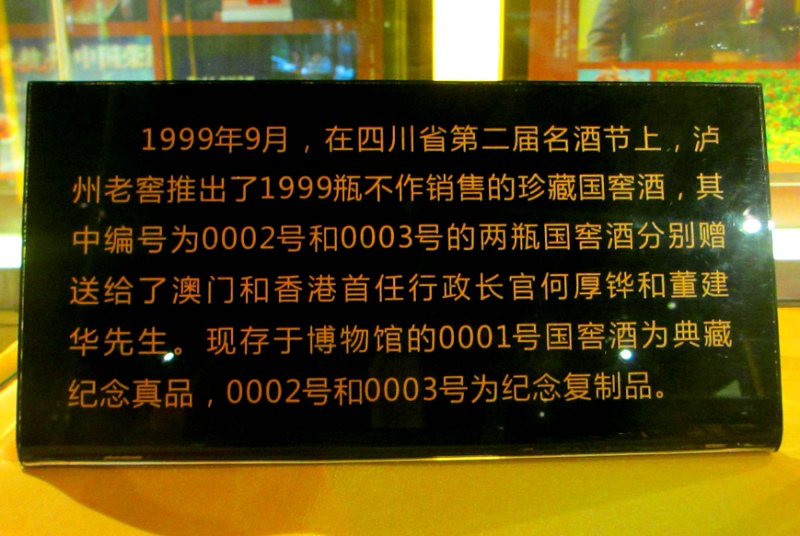 1999年9月，在四川省第二届名酒节上，泸
州老窖推出了1999瓶不作销售的珍藏国窖酒，其
中编号为0002号和0003号的两瓶国窖酒分别赠
送给了澳门和香港首任行政长官何厚铧和董建
华先生。现存于博物馆的0001号国窖酒为典藏
纪念真品，0002号和0003号为纪念复制品。